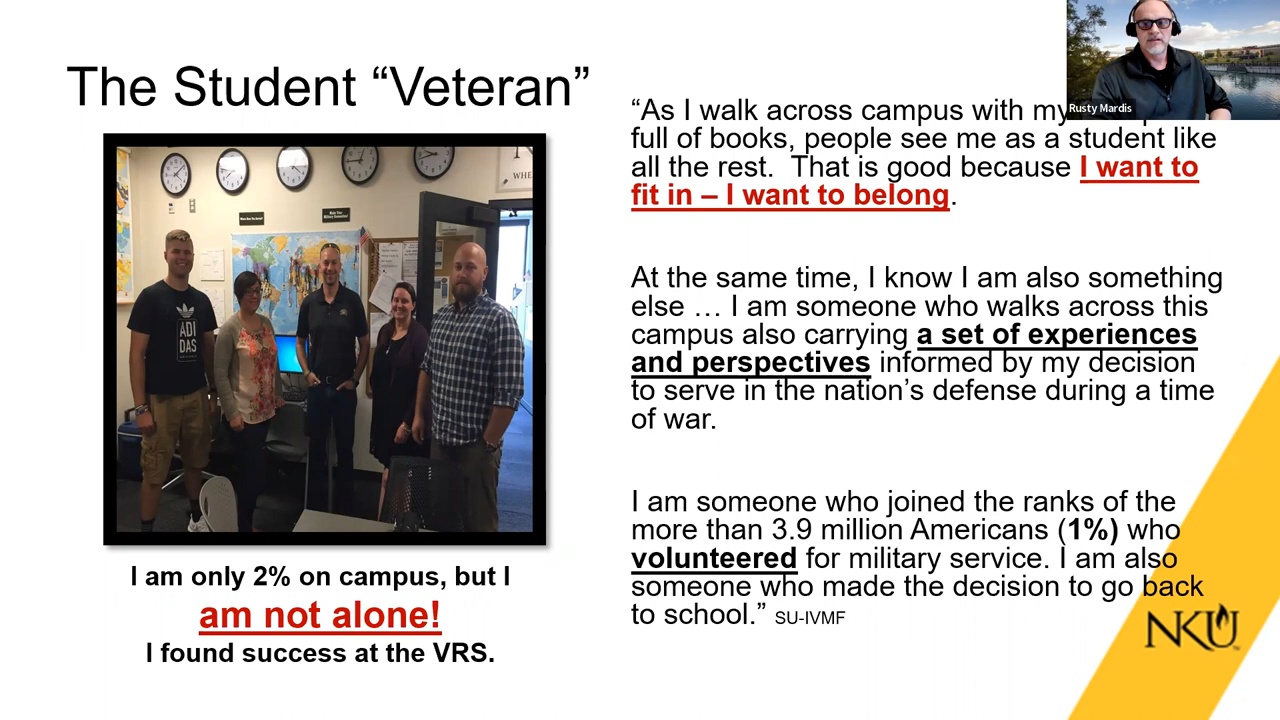 The Student “Veteran”
Rusty Mardis
“As I walk across campus with my
full of books, people see me as a student like
all the rest.  That is good because I want to
fit in – I want to belong.
At the same time, I know I am also something
else … I am someone who walks across this
campus also carrying a set of experiences
and perspectives informed by my decision
to serve in the nation’s defense during a time
of war.
I am someone who joined the ranks of the
more than 3.9 million Americans (1%) who
volunteered for military service. I am also
someone who made the decision to go back
to school.” SU-IVMF
ADI
DAS
I am only 2% on campus, but I
am not alone!
I found success at the VRS.
NKU